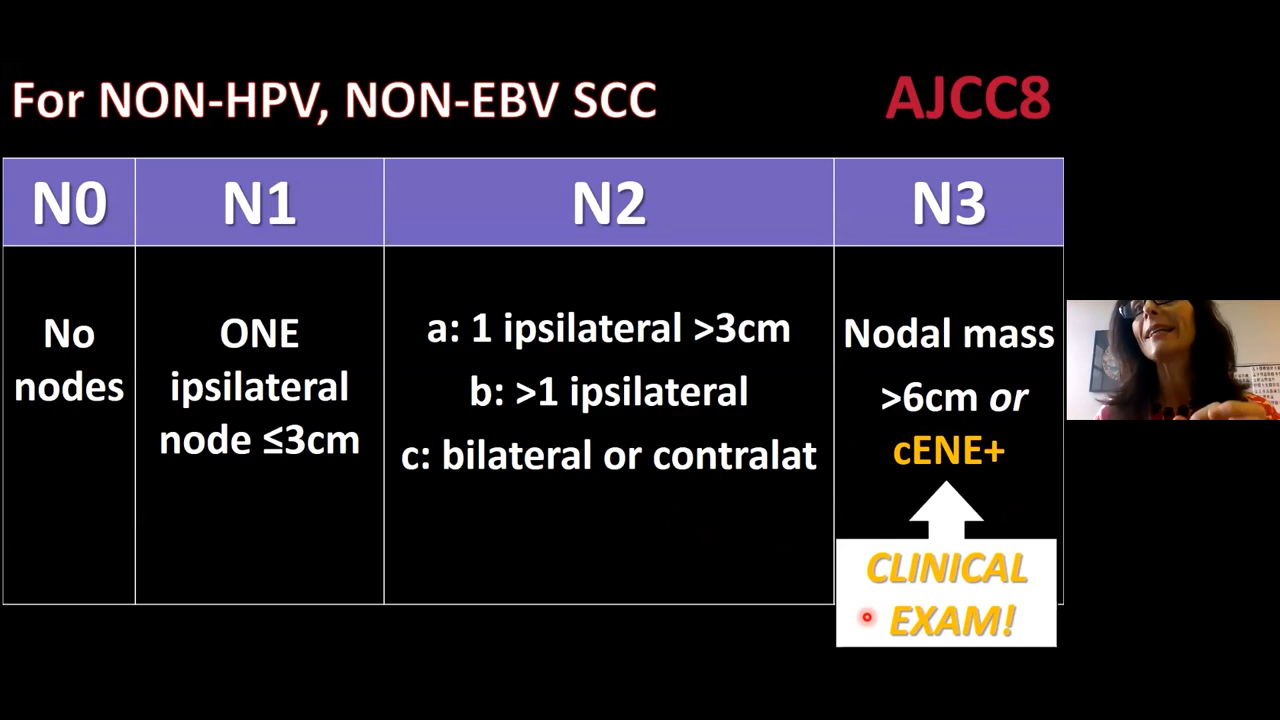 For NON-HPV, NON-EBV SCC
AJCC8
N0
N1
N2
N3
No
nodes
ONE
ipsilateral
node ≤3cm
a: 1 ipsilateral >3cm
b: >1 ipsilateral
c: bilateral or contralat
Nodal mass
>6cm or
cENE+
CLINICAL
EXAM!